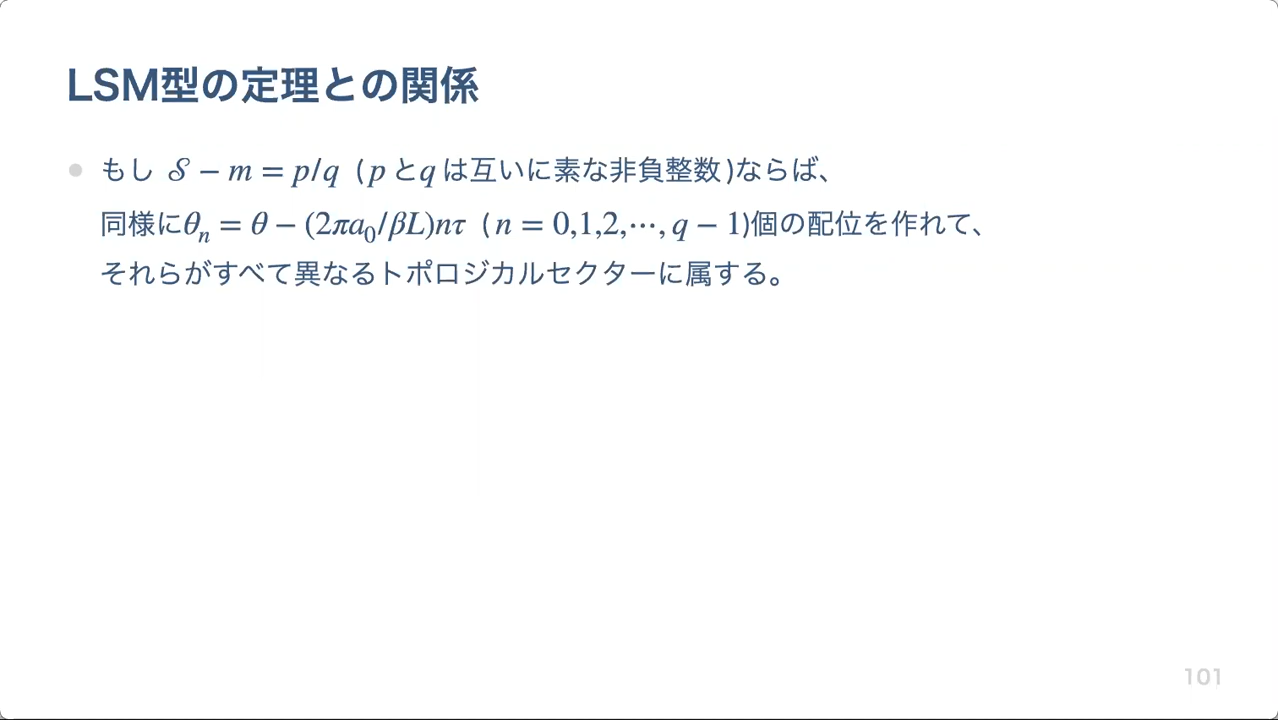 LSM型の定理との関係
もし 𝒮 − m = p/q (p と q は互いに素な非負整数)ならば、
同様にθₙ = θ − (2πa₀/βL)nτ (n = 0,1,2,⋯, q − 1)個の配位を作れて、
それらがすべて異なるトポロジカルセクターに属する。
101